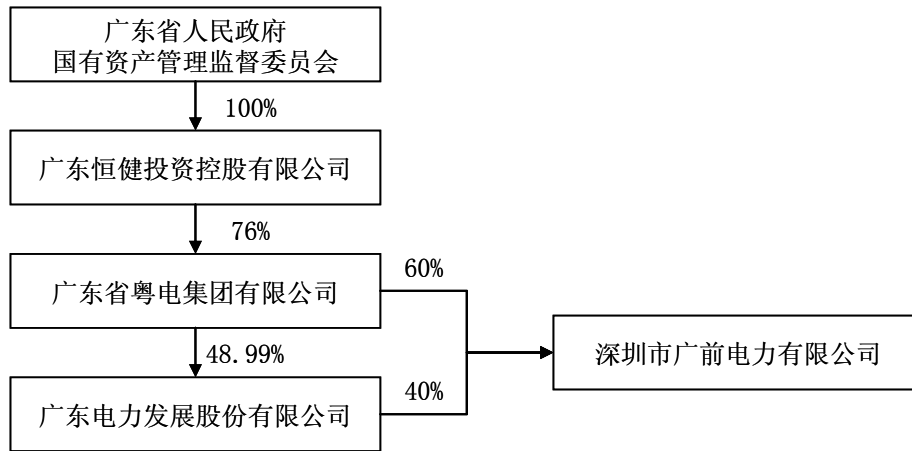 广东省人民政府
国有资产管理监督委员会
100%
广东恒健投资控股有限公司
76%
广东省粤电集团有限公司
60%
48.99%
深圳市广前电力有限公司
广东电力发展股份有限公司
40%